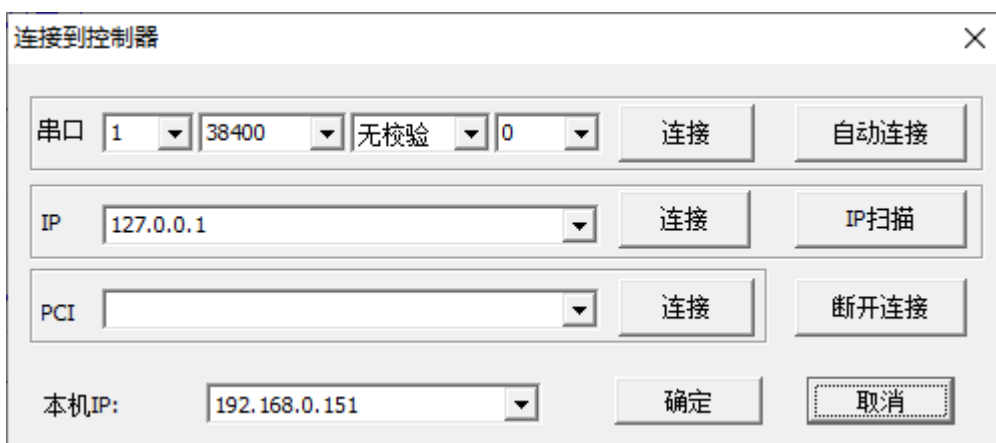 连接到控制器
串口 1 38400 无校验 0 连接 自动连接
IP 127.0.0.1 连接 IP扫描
PCI 连接 断开连接
本机IP: 192.168.0.151 确定 取消